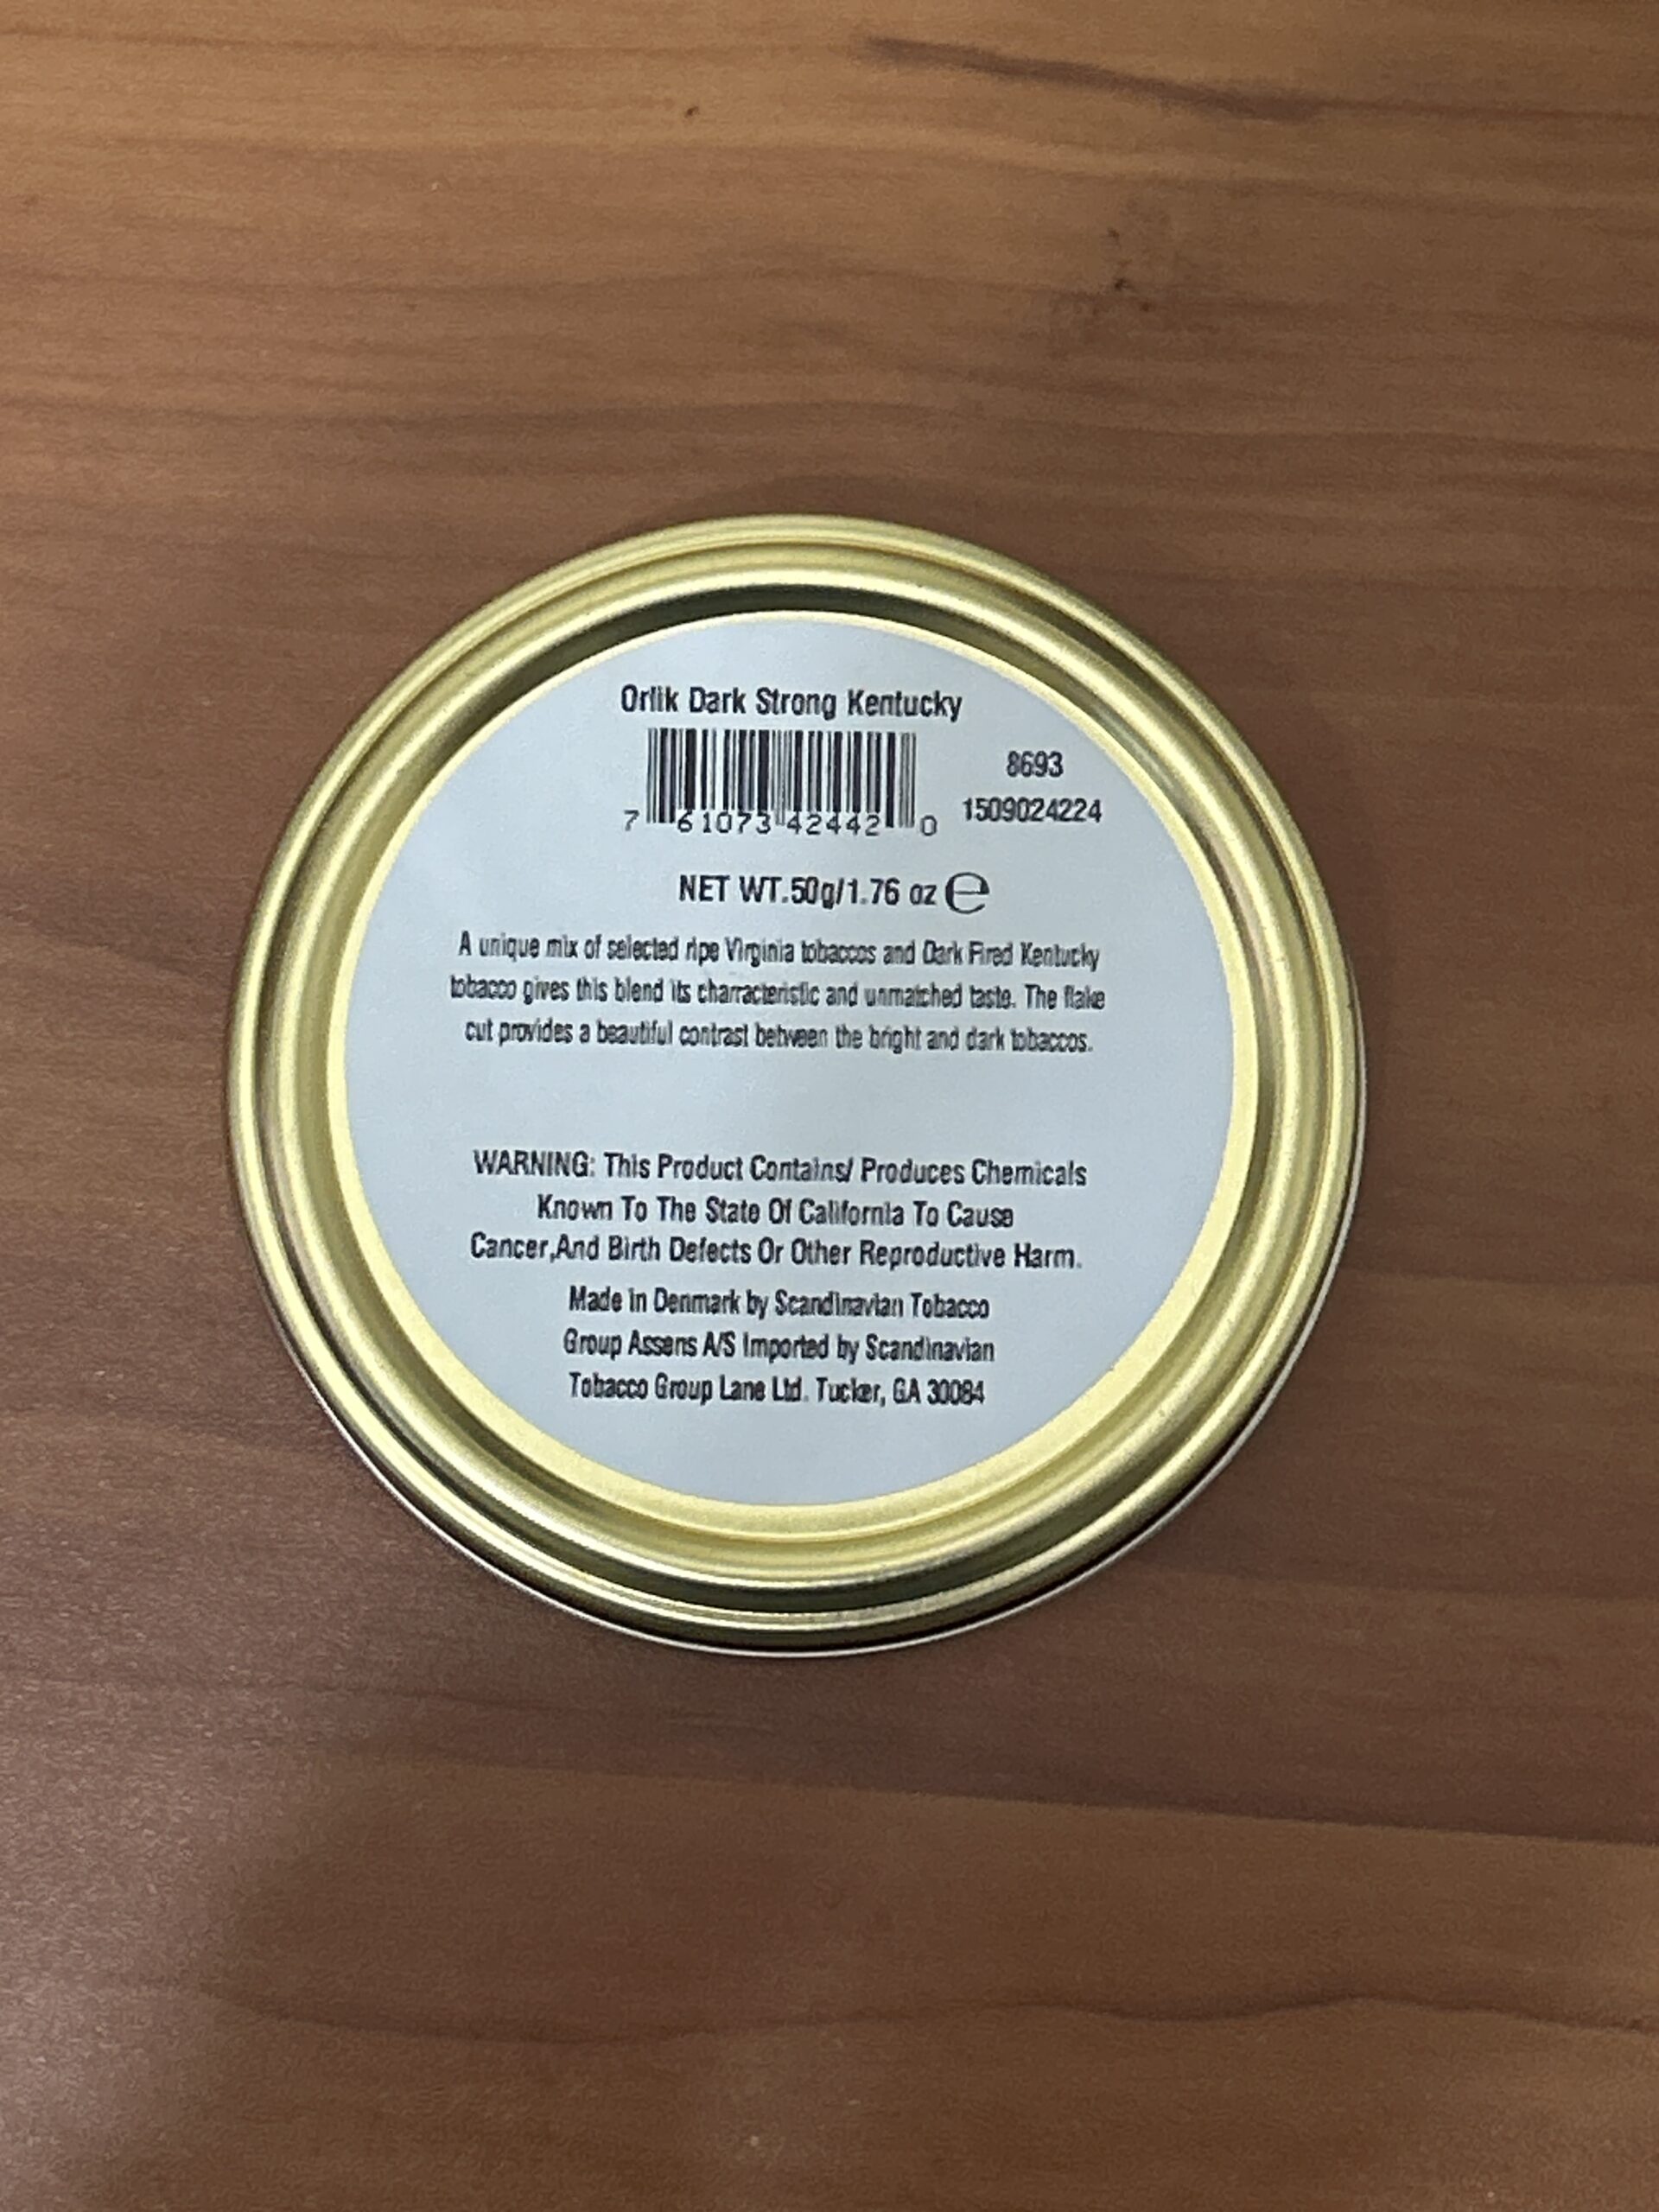 Orlik Dark Strong Kentucky
8693
7 61073 42442 0
1509024224
NET WT.50g/1.76 oz ℮
A unique mix of selected ripe Virginia tobaccos and Dark Fired Kentucky
tobacco gives this blend its charracteristic and unmatched taste. The flake
cut provides a beautiful contrast between the bright and dark tobaccos.
WARNING: This Product Contains/ Produces Chemicals
Known To The State Of California To Cause
Cancer,And Birth Defects Or Other Reproductive Harm.
Made in Denmark by Scandinavian Tobacco
Group Assens A/S Imported by Scandinavian
Tobacco Group Lane Ltd. Tucker, GA 30084